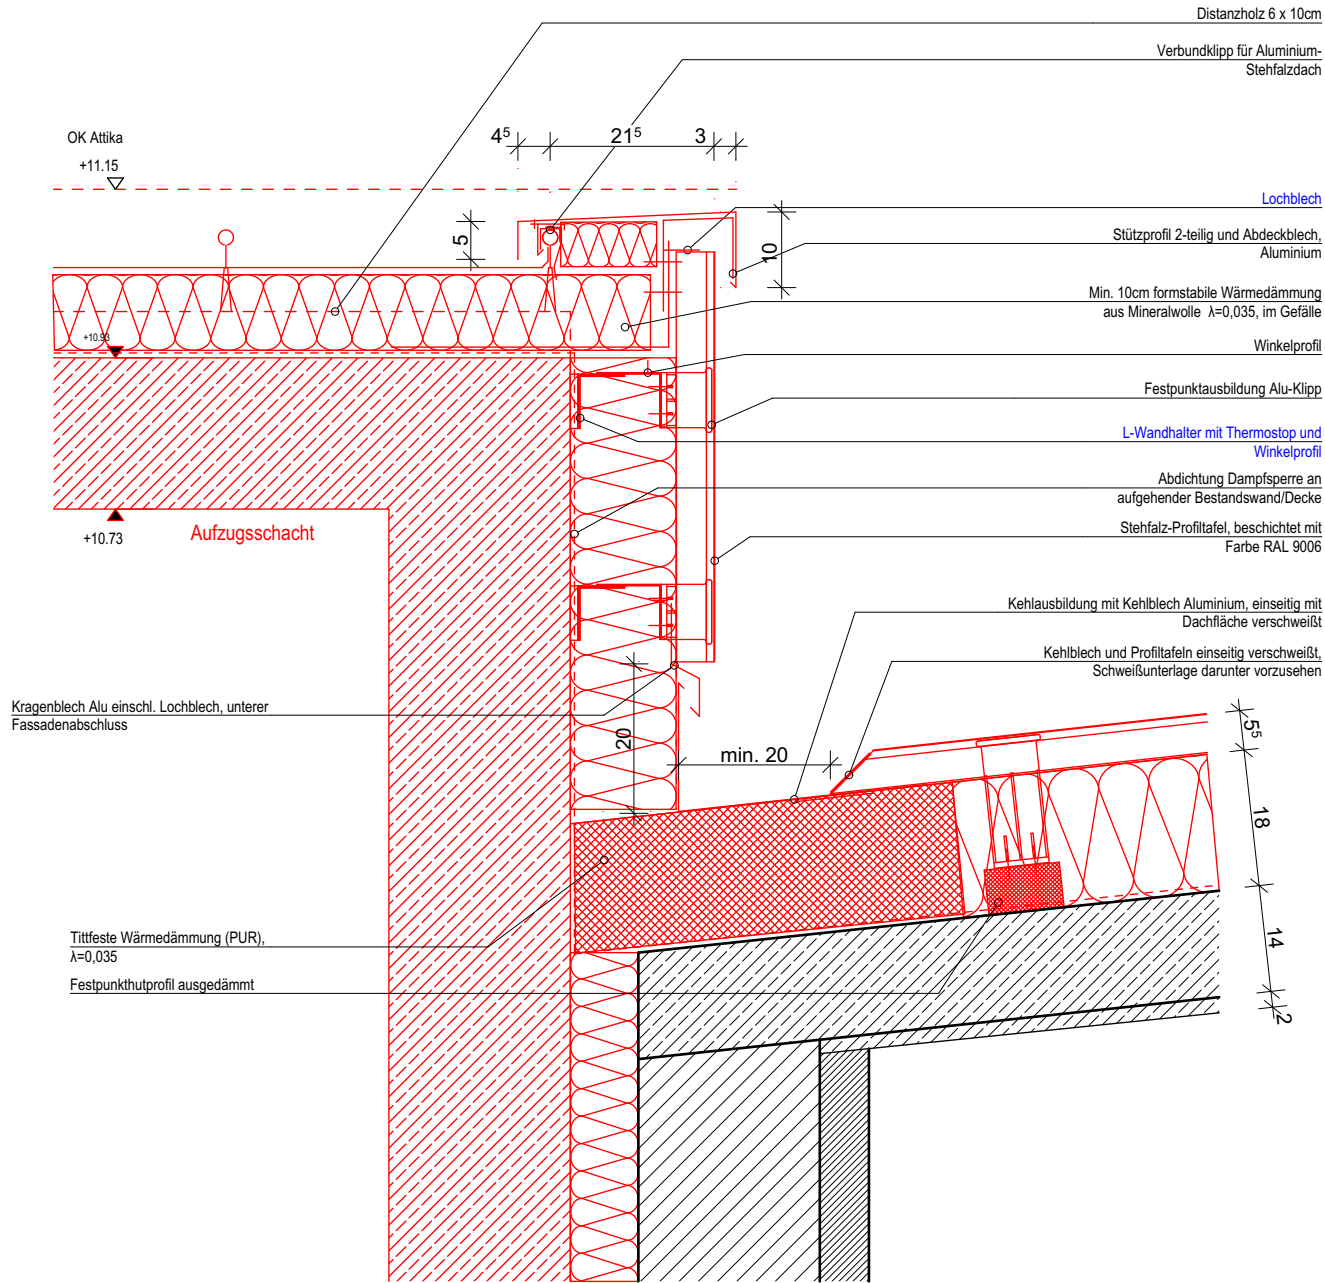 Distanzholz 6 x 10cm
Verbundklipp für Aluminium-
Stehfalzdach
OK Attika
+11.15
4⁵
21⁵
3
5
10
Lochblech
Stützprofil 2-teilig und Abdeckblech,
Aluminium
Min. 10cm formstabile Wärmedämmung
aus Mineralwolle λ=0,035, im Gefälle
+10.93
Winkelprofil
Festpunktausbildung Alu-Klipp
L-Wandhalter mit Thermostop und
Winkelprofil
Abdichtung Dampfsperre an
aufgehender Bestandswand/Decke
+10.73
Aufzugsschacht
Stehfalz-Profiltafel, beschichtet mit
Farbe RAL 9006
Kehlausbildung mit Kehlblech Aluminium, einseitig mit
Dachfläche verschweißt
Kehlblech und Profiltafeln einseitig verschweißt,
Schweißunterlage darunter vorzusehen
Kragenblech Alu einschl. Lochblech, unterer
Fassadenabschluss
20
min. 20
5⁵
18
14
2
Tittfeste Wärmedämmung (PUR),
λ=0,035
Festpunkthutprofil ausgedämmt